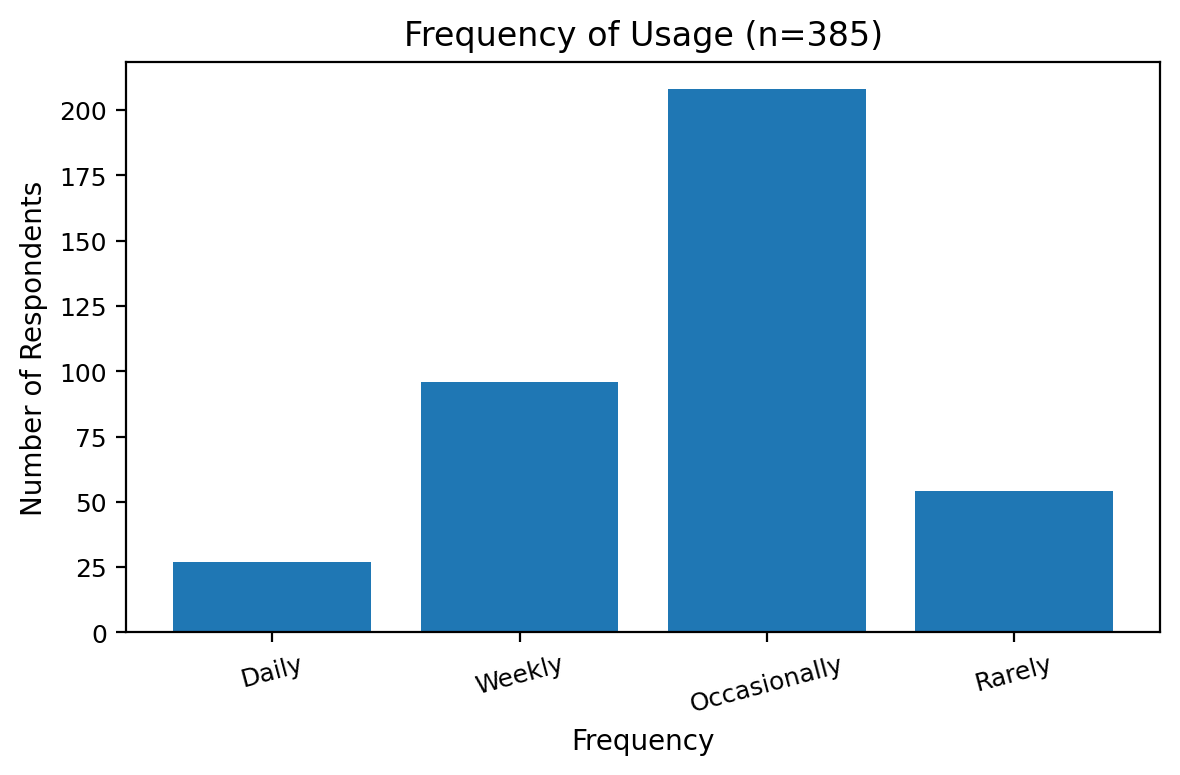 Frequency of Usage (n=385)
Number of Respondents
200
175
150
125
100
75
50
25
0
Daily
Weekly
Occasionally
Rarely
Frequency